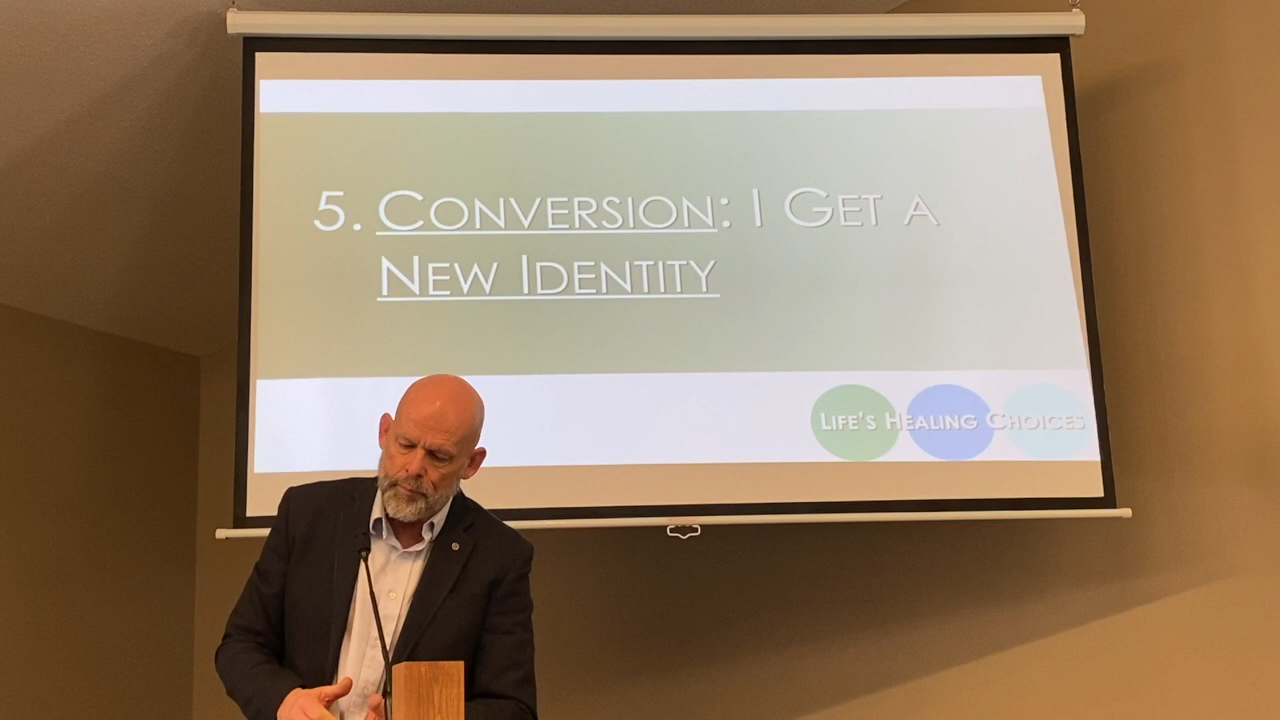 5. CONVERSION: I GET A
NEW IDENTITY
LIFE'S HEALING CHOICES